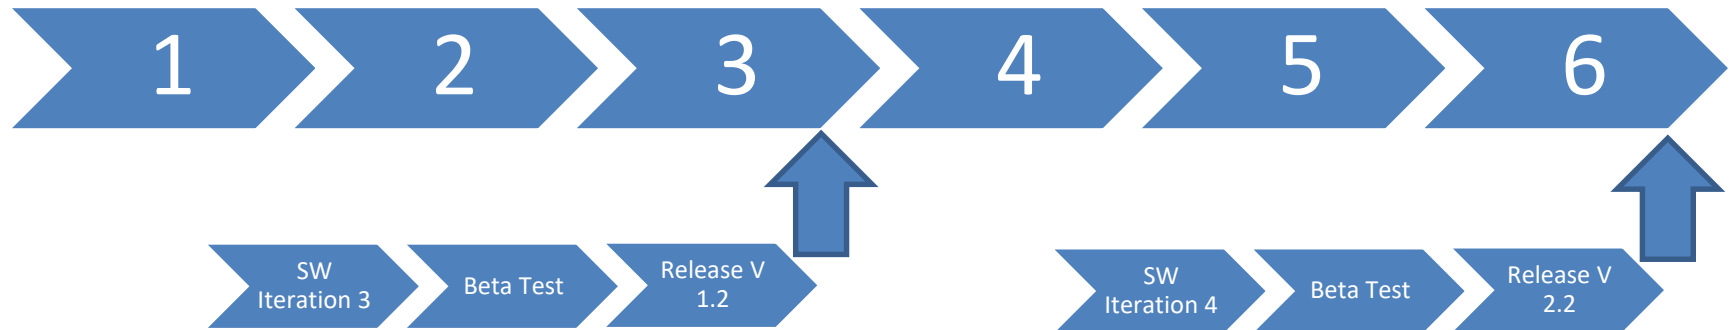 1
2
3
4
5
6
SW
Iteration 3
Beta Test
Release V
1.2
SW
Iteration 4
Beta Test
Release V
2.2